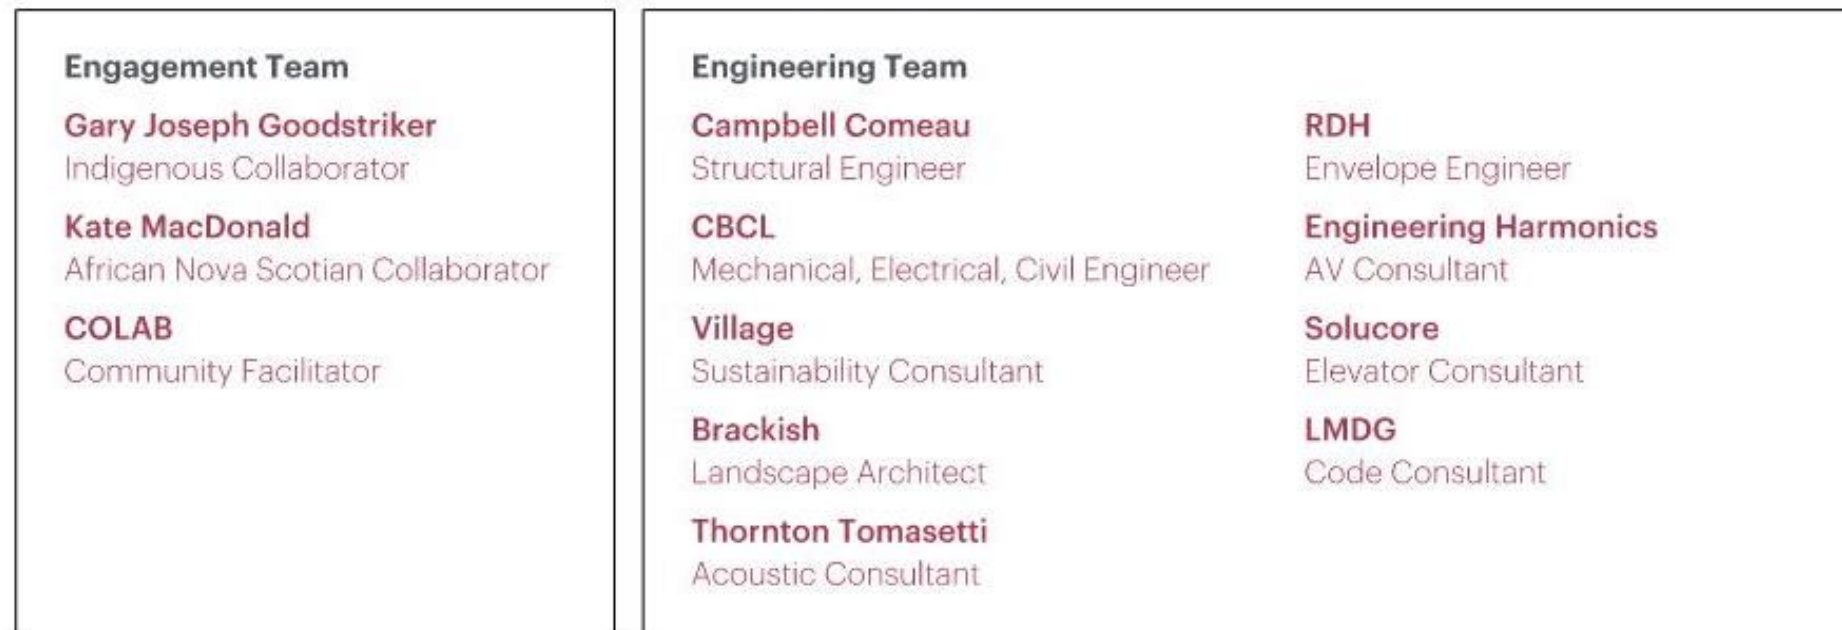 Engagement Team
Gary Joseph Goodstriker
Indigenous Collaborator
Kate MacDonald
African Nova Scotian Collaborator
COLAB
Community Facilitator
Engineering Team
Campbell Comeau
Structural Engineer
CBCL
Mechanical, Electrical, Civil Engineer
Village
Sustainability Consultant
Brackish
Landscape Architect
Thornton Tomasetti
Acoustic Consultant
RDH
Envelope Engineer
Engineering Harmonics
AV Consultant
Solucore
Elevator Consultant
LMDG
Code Consultant